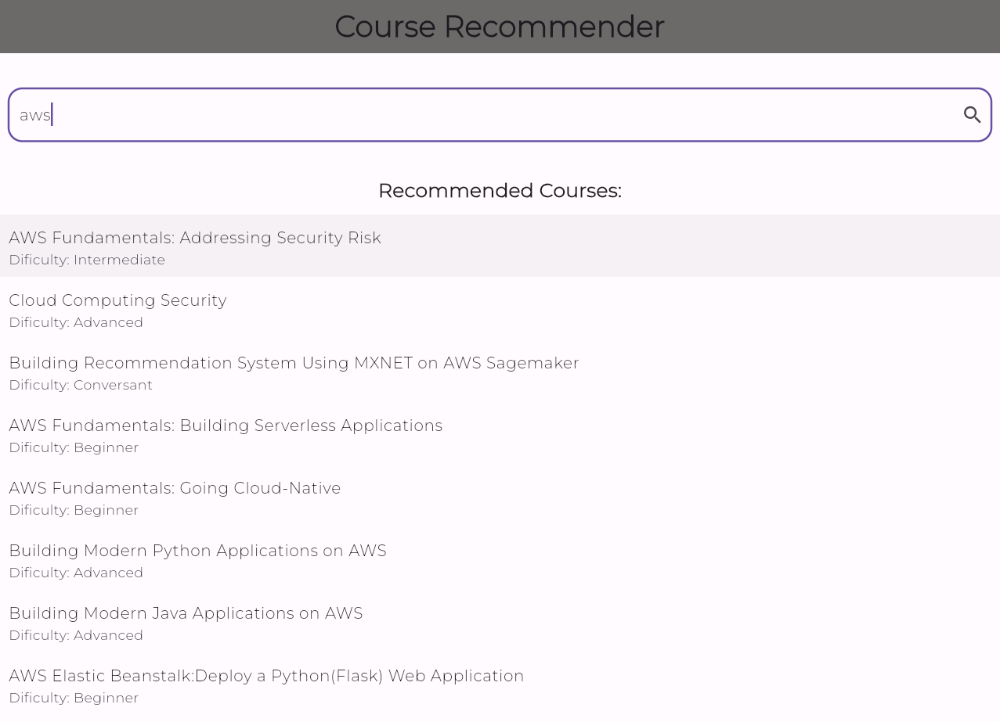 Course Recommender
aws
Recommended Courses:
AWS Fundamentals: Addressing Security Risk
Dificulty: Intermediate
Cloud Computing Security
Dificulty: Advanced
Building Recommendation System Using MXNET on AWS Sagemaker
Dificulty: Conversant
AWS Fundamentals: Building Serverless Applications
Dificulty: Beginner
AWS Fundamentals: Going Cloud-Native
Dificulty: Beginner
Building Modern Python Applications on AWS
Dificulty: Advanced
Building Modern Java Applications on AWS
Dificulty: Advanced
AWS Elastic Beanstalk:Deploy a Python(Flask) Web Application
Dificulty: Beginner